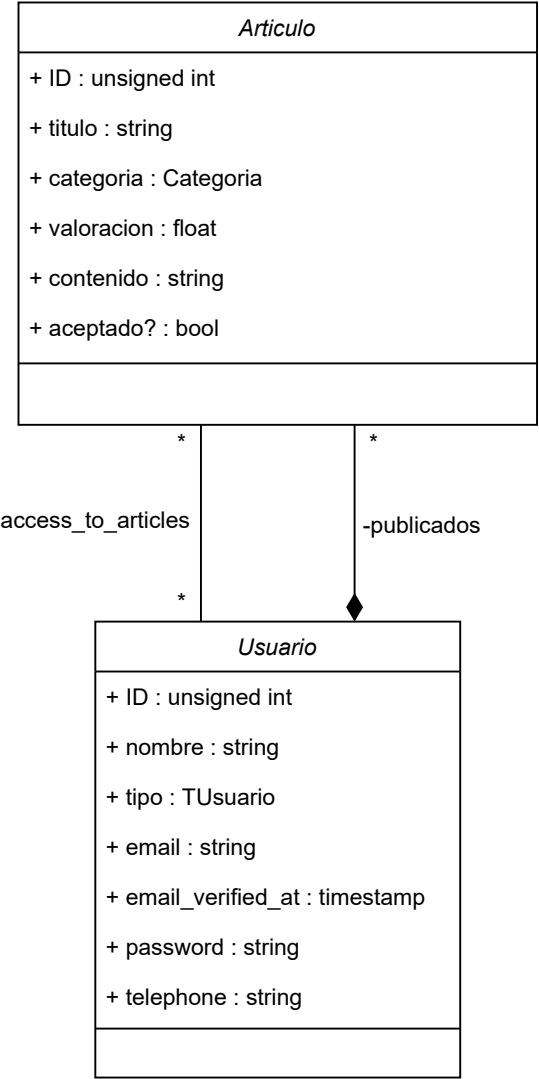 Articulo
+ ID : unsigned int
+ titulo : string
+ categoria : Categoria
+ valoracion : float
+ contenido : string
+ aceptado? : bool
*
*
access_to_articles
-publicados
*
Usuario
+ ID : unsigned int
+ nombre : string
+ tipo : TUsuario
+ email : string
+ email_verified_at : timestamp
+ password : string
+ telephone : string